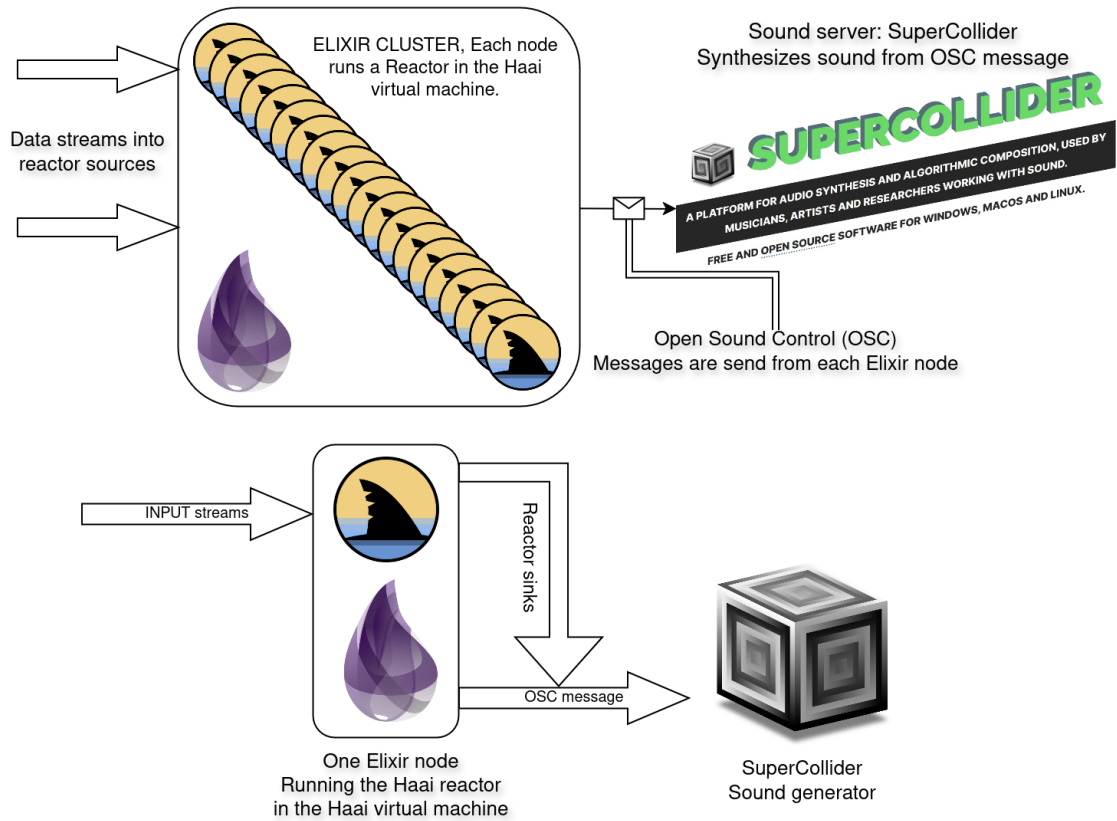 ELIXIR CLUSTER, Each node
runs a Reactor in the Haai
virtual machine.
Sound server: SuperCollider
Synthesizes sound from OSC message
SUPERCOLLIDER
A PLATFORM FOR AUDIO SYNTHESIS AND ALGORITHMIC COMPOSITION, USED BY
MUSICIANS, ARTISTS AND RESEARCHERS WORKING WITH SOUND.
FREE AND OPEN SOURCE SOFTWARE FOR WINDOWS, MACOS AND LINUX.
Data streams into
reactor sources
Open Sound Control (OSC)
Messages are send from each Elixir node
INPUT streams
Reactor sinks
OSC message
One Elixir node
Running the Haai reactor
in the Haai virtual machine
SuperCollider
Sound generator